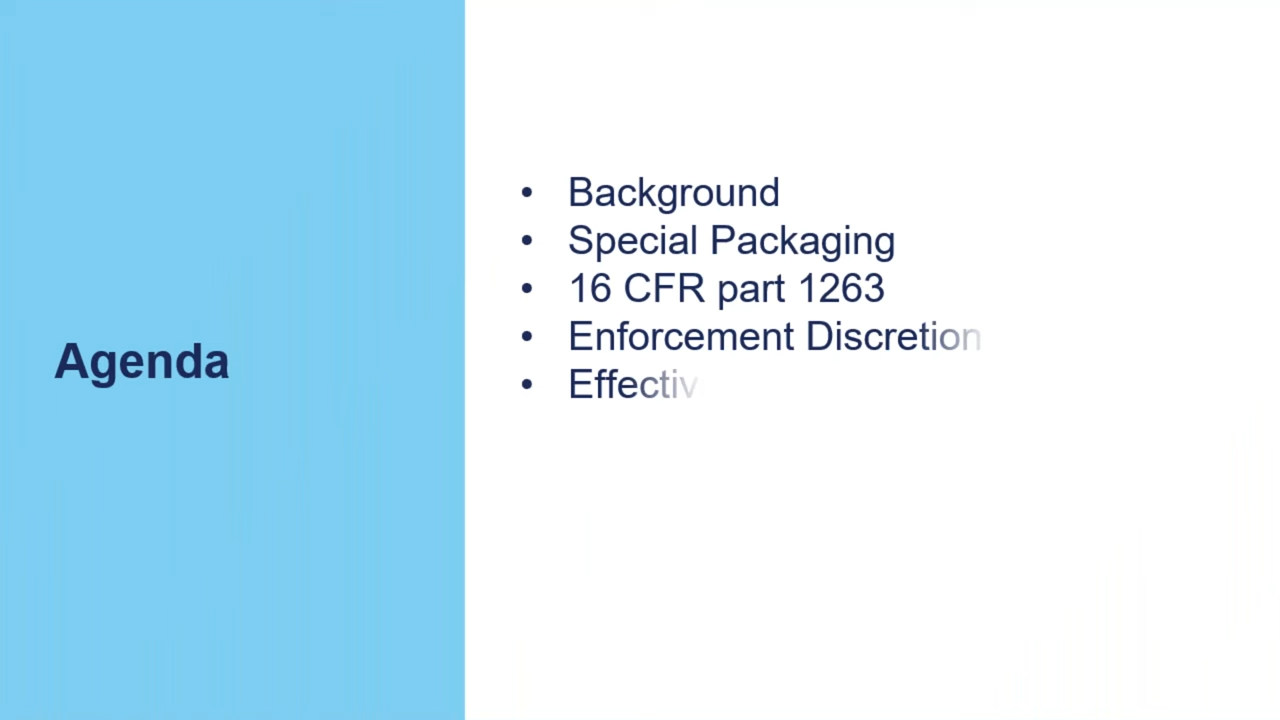 Agenda
• Background
• Special Packaging
• 16 CFR part 1263
• Enforcement Discretion
• Effectiv